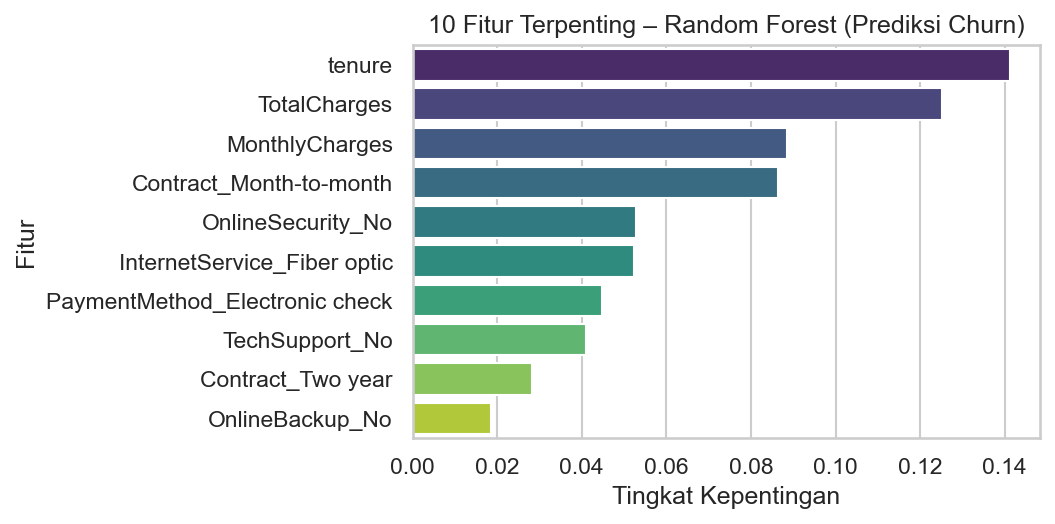 10 Fitur Terpenting – Random Forest (Prediksi Churn)
Fitur
tenure
TotalCharges
MonthlyCharges
Contract_Month-to-month
OnlineSecurity_No
InternetService_Fiber optic
PaymentMethod_Electronic check
TechSupport_No
Contract_Two year
OnlineBackup_No
0.00 0.02 0.04 0.06 0.08 0.10 0.12 0.14
Tingkat Kepentingan